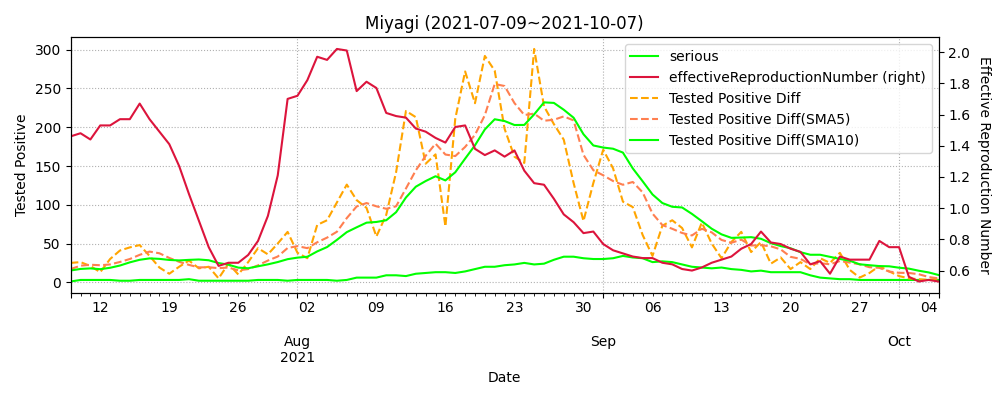 Miyagi (2021-07-09~2021-10-07)
serious
effectiveReproductionNumber (right)
Tested Positive Diff
Tested Positive Diff(SMA5)
Tested Positive Diff(SMA10)
Tested Positive
300
250
200
150
100
50
0
Effective Reproduction Number
2.0
1.8
1.6
1.4
1.2
1.0
0.8
0.6
12 19 26 02 09 16 23 30 06 13 20 27 04
Aug Sep Oct
2021
Date